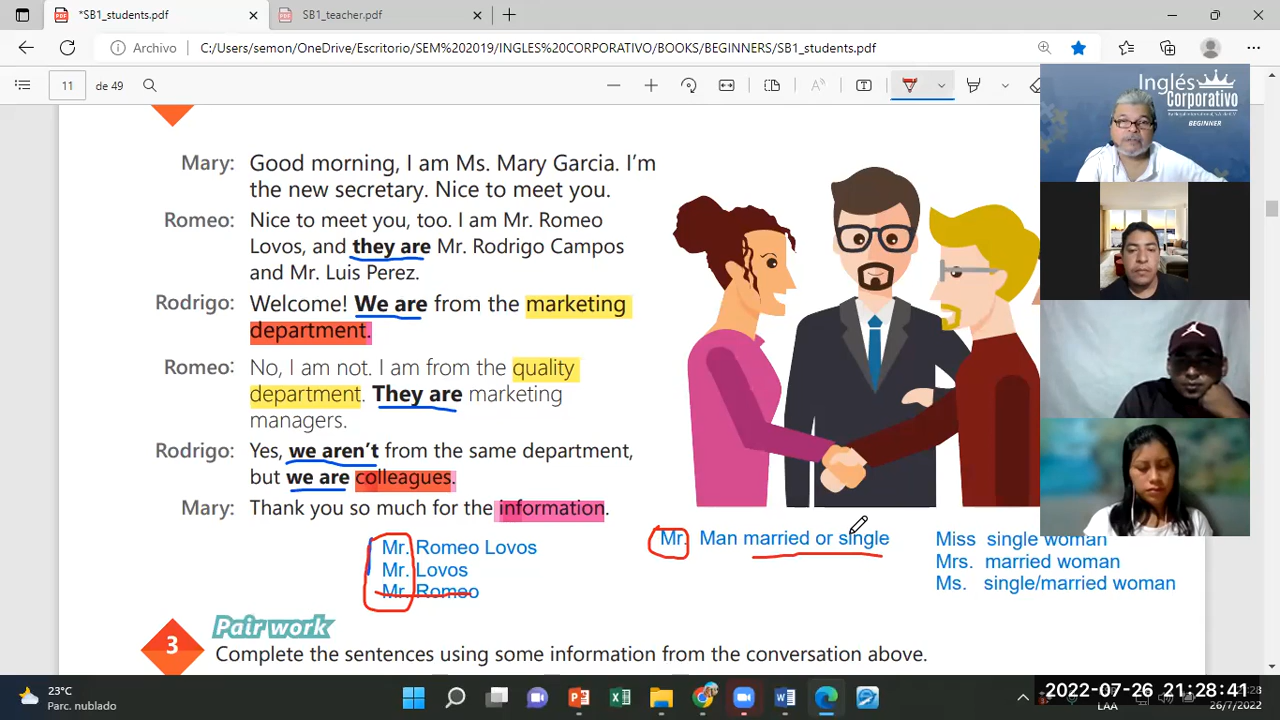 *SB1_students.pdf
SB1_teacher.pdf
Archivo
C:/Users/semon/OneDrive/Escritorio/SEM%202019/INGLES%20CORPORATIVO/BOOKS/BEGINNERS/SB1_students.pdf
11 de 49
Inglés
Corporativo
BEGINNER
Mary: Good morning, I am Ms. Mary Garcia. I'm
the new secretary. Nice to meet you.
Romeo: Nice to meet you, too. I am Mr. Romeo
Lovos, and they are Mr. Rodrigo Campos
and Mr. Luis Perez.
Rodrigo: Welcome! We are from the marketing
department.
Romeo: No, I am not. I am from the quality
department. They are marketing
managers.
Rodrigo: Yes, we aren't from the same department,
but we are colleagues.
Mary: Thank you so much for the information.
Mr. Romeo Lovos
Mr. Lovos
Mr. Romeo
Mr. Man married or single
Miss single woman
Mrs. married woman
Ms. single/married woman
3 Pair work
Complete the sentences using some information from the conversation above.
23°C
Parc. nublado
LAA
2022-07-26 21:28:41
26/7/2022